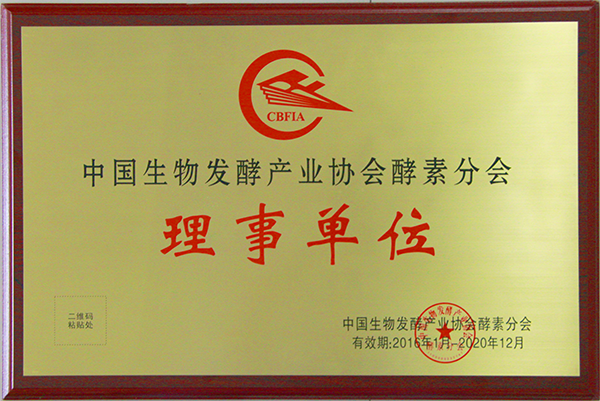 CBFIA
中国生物发酵产业协会酵素分会
理事单位
二维码
粘贴处
中国生物发酵产业协会酵素分会
有效期:2016年1月-2020年12月